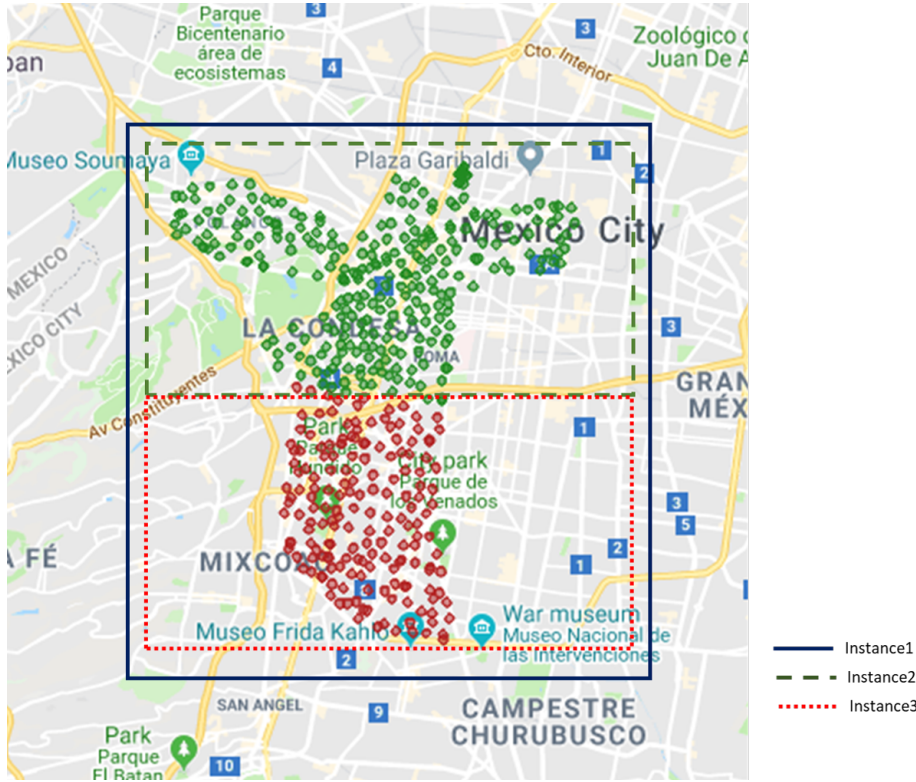 3
Parque
Bicentenario
área de
ecosistemas
3
Zoológico
Juan De A
Cto. Interior
pan
4
Museo Soumaya
Plaza Garibaldi
1
2
Mexico City
MEXICO
EXICO CITY
LA CONDESA
ROMA
3
GRAN
MÉX
Av Constituyentes
1
Park
Parque
Hundido
City park
Parque de
los Venados
3
5
A FÉ
MIXCOAC
2
1
Museo Frida Kahlo
War museum
Museo Nacional de
las Intervenciones
2
Instance1
Instance2
Instance3
SAN ANGEL
9
CAMPESTRE
CHURUBUSCO
Park
Parque
El Batan
10